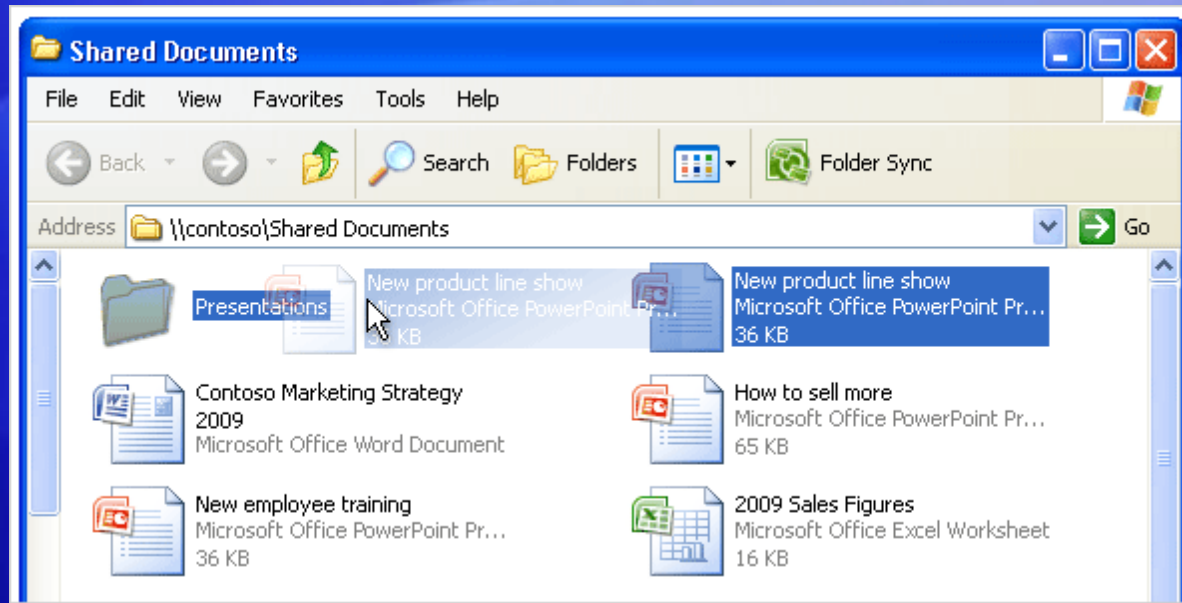 Shared Documents
File Edit View Favorites Tools Help
Back Search Folders Folder Sync
Address \\contoso\Shared Documents Go
Presentations
New product line show
Microsoft Office PowerPoint Pr...
36 KB
New product line show
Microsoft Office PowerPoint Pr...
36 KB
Contoso Marketing Strategy
2009
Microsoft Office Word Document
How to sell more
Microsoft Office PowerPoint Pr...
65 KB
New employee training
Microsoft Office PowerPoint Pr...
36 KB
2009 Sales Figures
Microsoft Office Excel Worksheet
16 KB